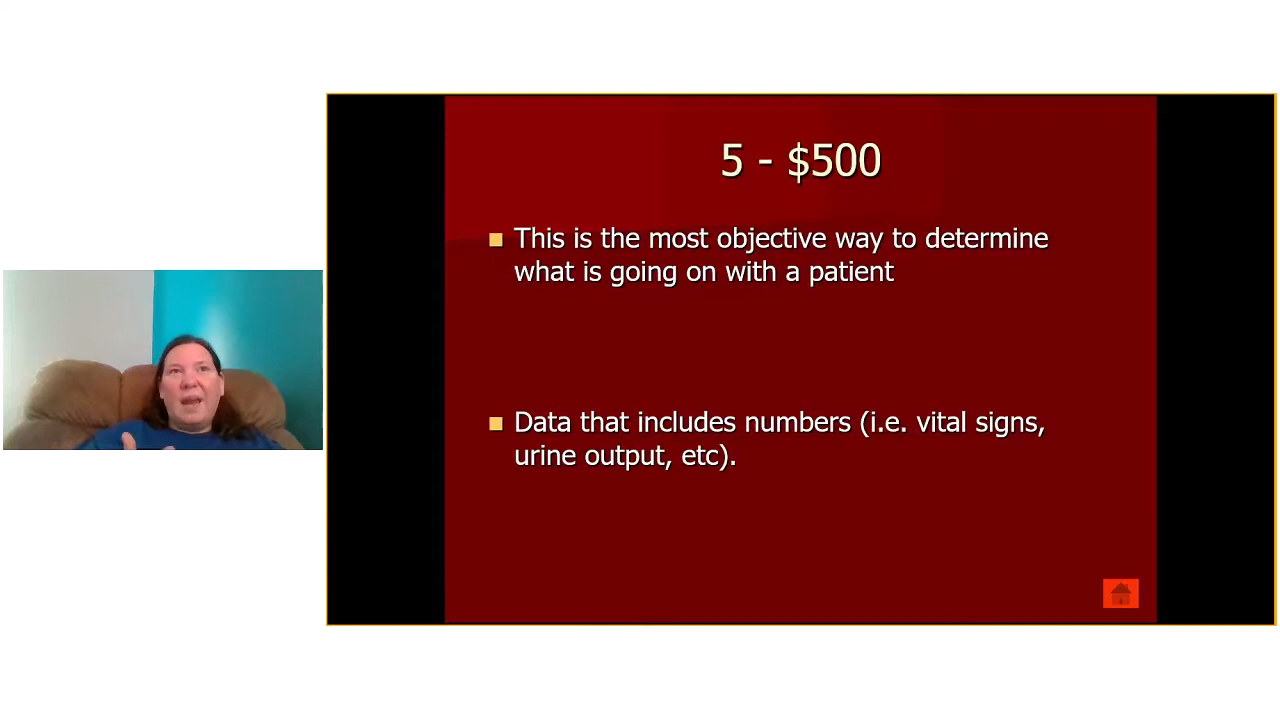 5 - $500
This is the most objective way to determine
what is going on with a patient
Data that includes numbers (i.e. vital signs,
urine output, etc).